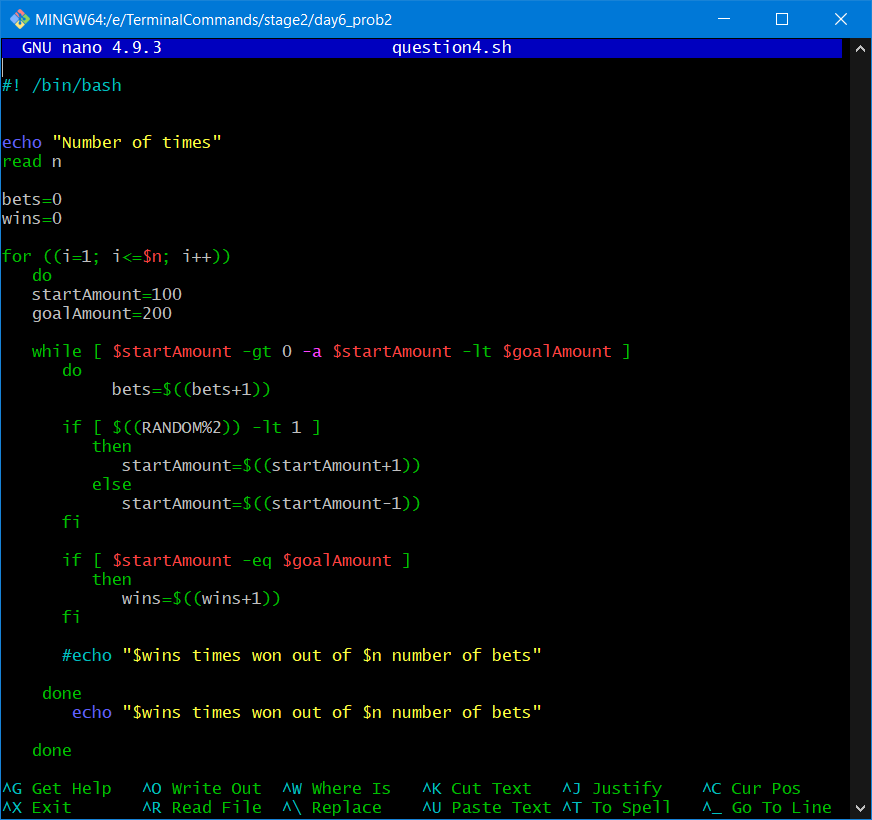 MINGW64:/e/TerminalCommands/stage2/day6_prob2
GNU nano 4.9.3 question4.sh
#! /bin/bash
echo "Number of times"
read n
bets=0
wins=0
for ((i=1; i<=$n; i++))
do
startAmount=100
goalAmount=200
while [ $startAmount -gt 0 -a $startAmount -lt $goalAmount ]
do
bets=$((bets+1))
if [ $((RANDOM%2)) -lt 1 ]
then
startAmount=$((startAmount+1))
else
startAmount=$((startAmount-1))
fi
if [ $startAmount -eq $goalAmount ]
then
wins=$((wins+1))
fi
#echo "$wins times won out of $n number of bets"
done
echo "$wins times won out of $n number of bets"
done
^G Get Help ^O Write Out ^W Where Is ^K Cut Text ^J Justify ^C Cur Pos
^X Exit ^R Read File ^\ Replace ^U Paste Text ^T To Spell ^_ Go To Line